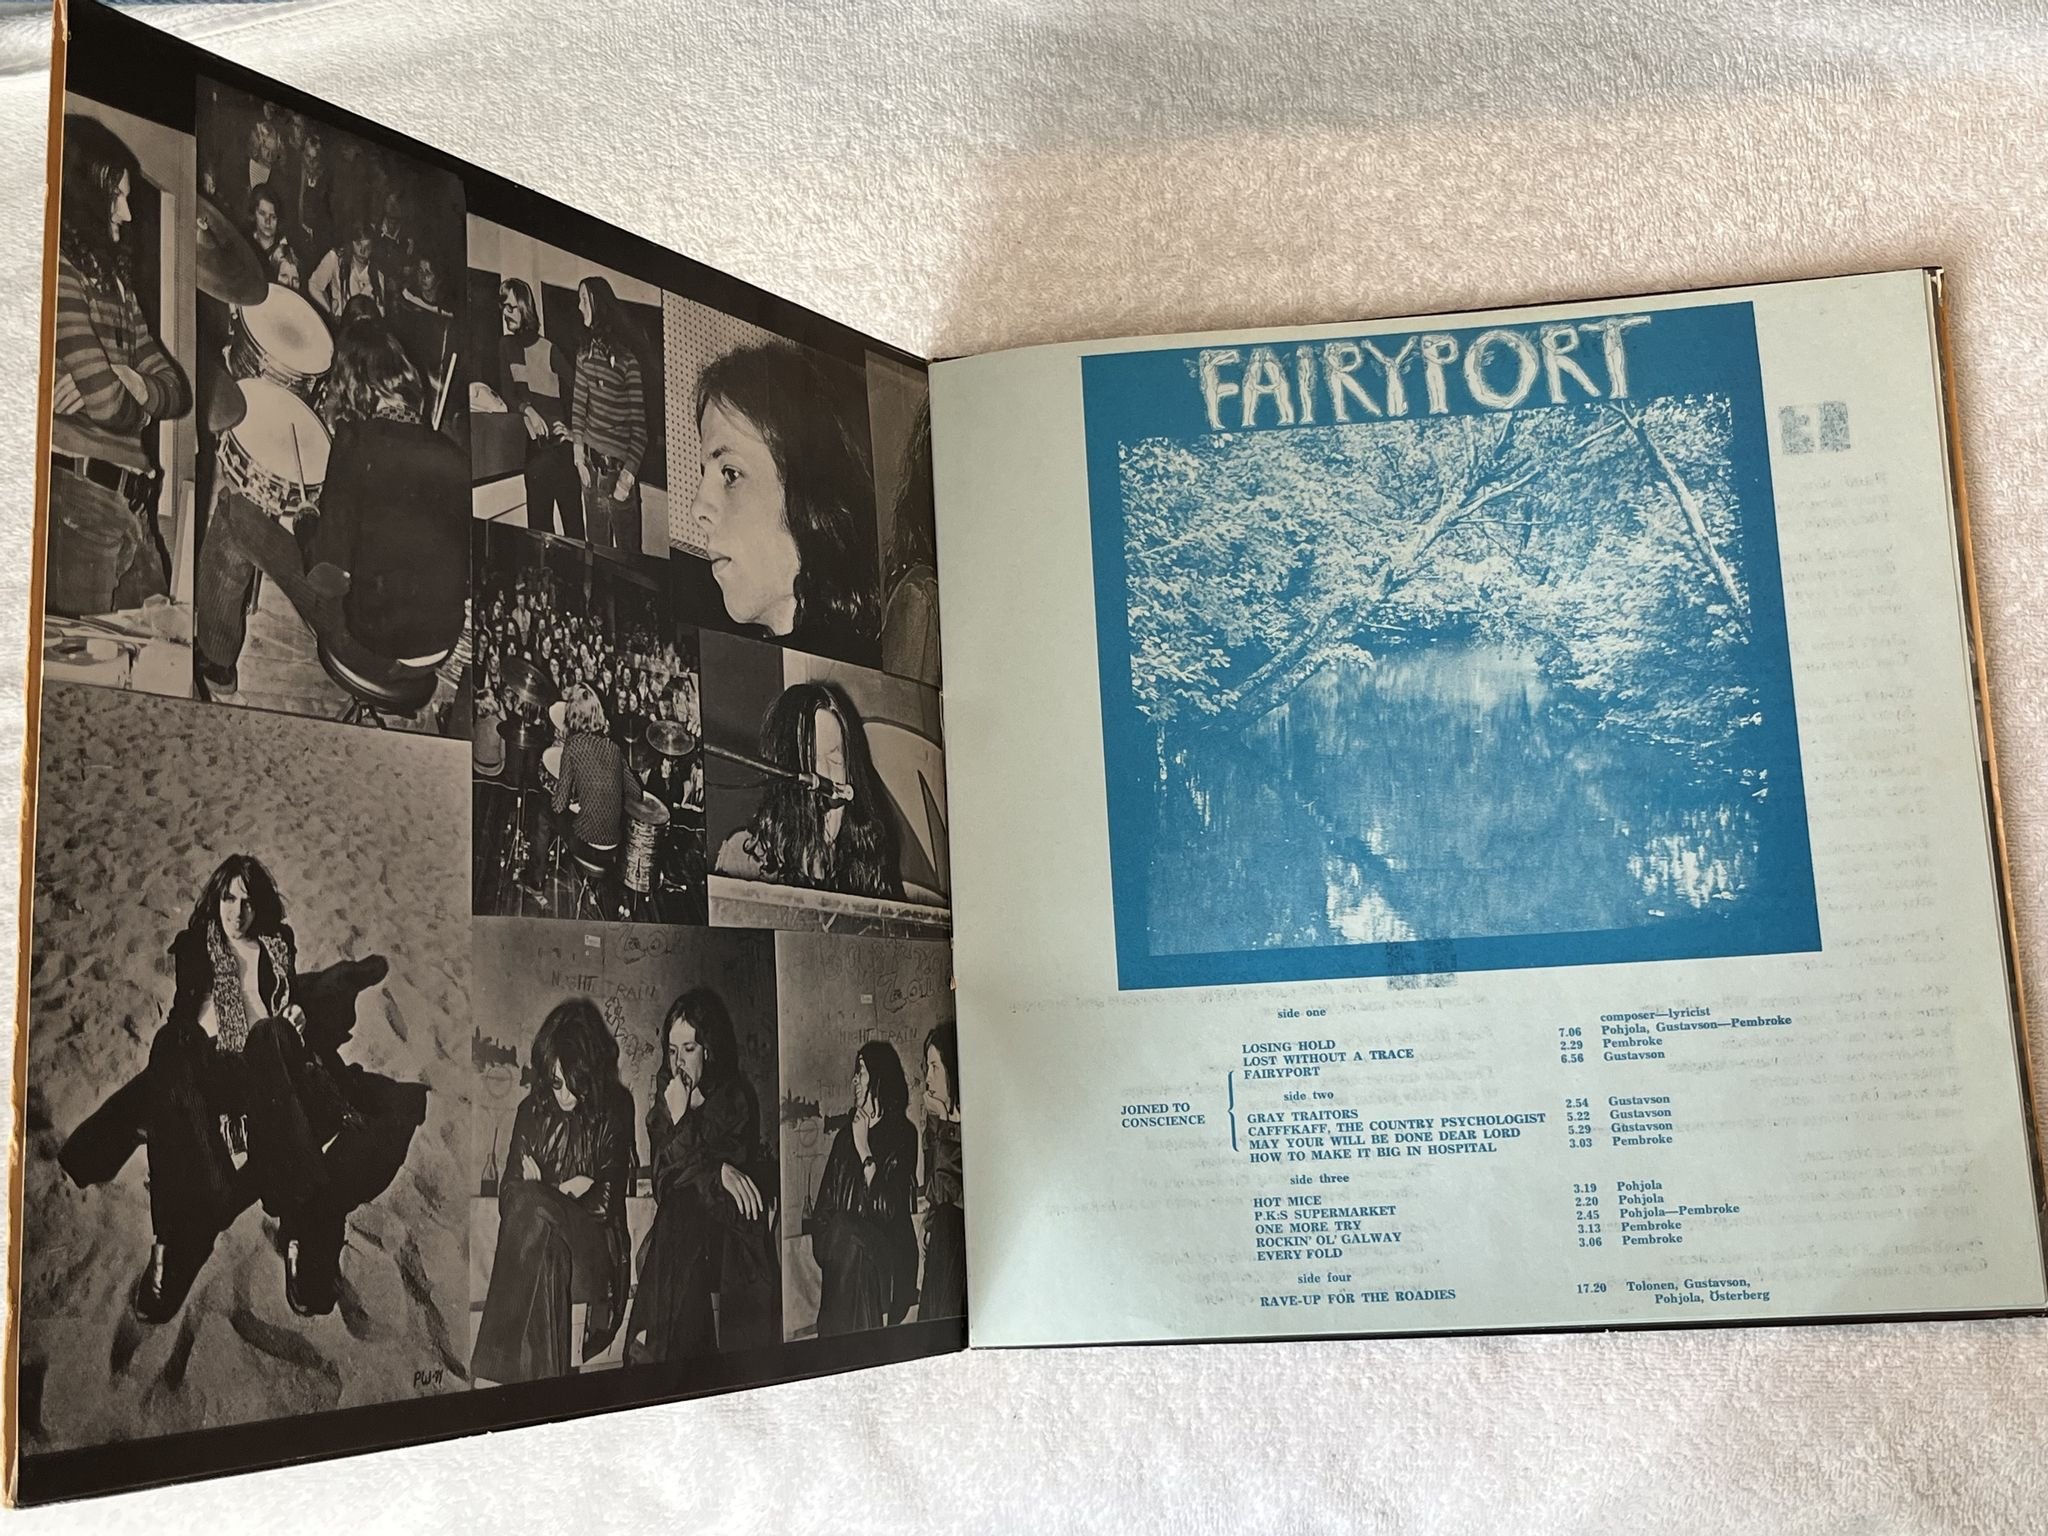 NIGHT TRAIN
NIGHT TRAIN
PW-71
FAIRYPORT
side one
composer—lyricist
LOSING HOLD 7.06 Pohjola, Gustavson—Pembroke
LOST WITHOUT A TRACE 2.29 Pembroke
FAIRYPORT 6.56 Gustavson
JOINED TO
CONSCIENCE
side two
GRAY TRAITORS 2.54 Gustavson
CAFFFKAFF, THE COUNTRY PSYCHOLOGIST 5.22 Gustavson
MAY YOUR WILL BE DONE DEAR LORD 5.29 Gustavson
HOW TO MAKE IT BIG IN HOSPITAL 3.03 Pembroke
side three
HOT MICE 3.19 Pohjola
P.K:S SUPERMARKET 2.20 Pohjola
ONE MORE TRY 2.45 Pohjola—Pembroke
ROCKIN' OL' GALWAY 3.13 Pembroke
EVERY FOLD 3.06 Pembroke
side four
RAVE-UP FOR THE ROADIES 17.20 Tolonen, Gustavson,
Pohjola, Österberg